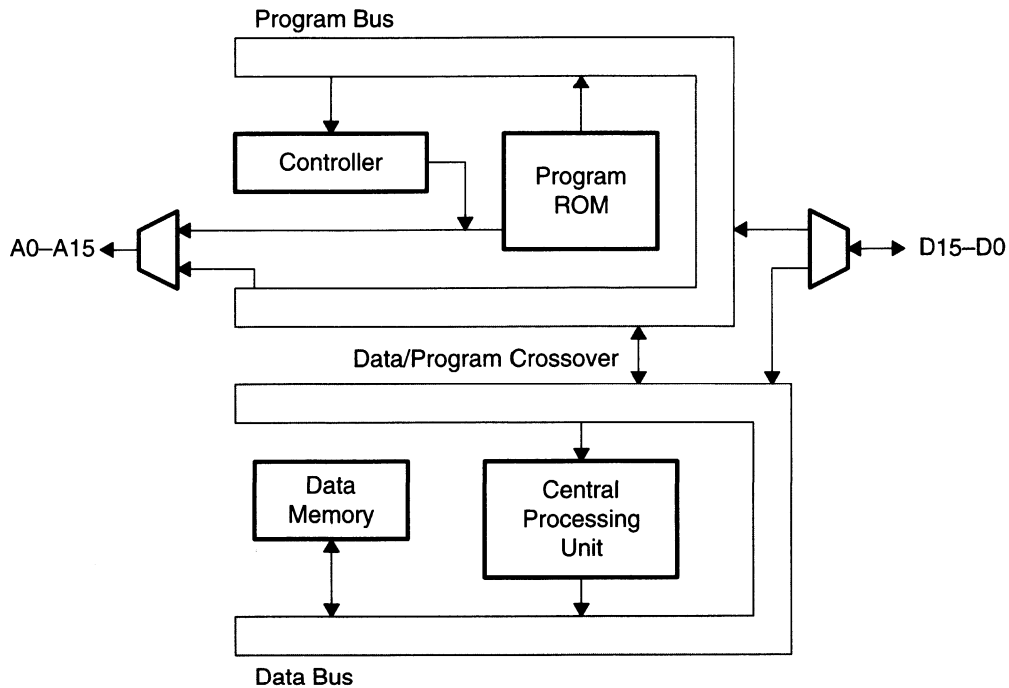 Program Bus
Controller
Program
ROM
A0–A15
D15–D0
Data/Program Crossover
Data
Memory
Central
Processing
Unit
Data Bus